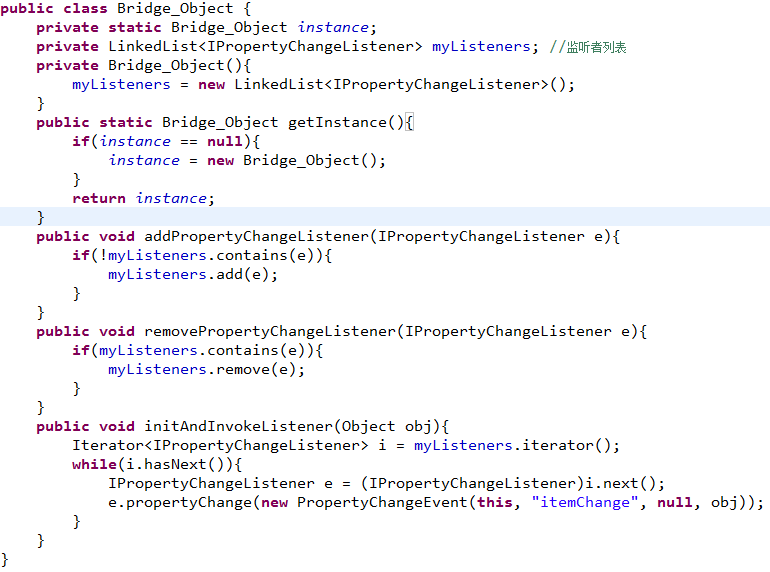 public class Bridge_Object {
    private static Bridge_Object instance;
    private LinkedList<IPropertyChangeListener> myListeners; //监听者列表
    private Bridge_Object(){
        myListeners = new LinkedList<IPropertyChangeListener>();
    }
    public static Bridge_Object getInstance(){
        if(instance == null){
            instance = new Bridge_Object();
        }
        return instance;
    }
    public void addPropertyChangeListener(IPropertyChangeListener e){
        if(!myListeners.contains(e)){
            myListeners.add(e);
        }
    }
    public void removePropertyChangeListener(IPropertyChangeListener e){
        if(myListeners.contains(e)){
            myListeners.remove(e);
        }
    }
    public void initAndInvokeListener(Object obj){
        Iterator<IPropertyChangeListener> i = myListeners.iterator();
        while(i.hasNext()){
            IPropertyChangeListener e = (IPropertyChangeListener)i.next();
            e.propertyChange(new PropertyChangeEvent(this, "itemChange", null, obj));
        }
    }
}